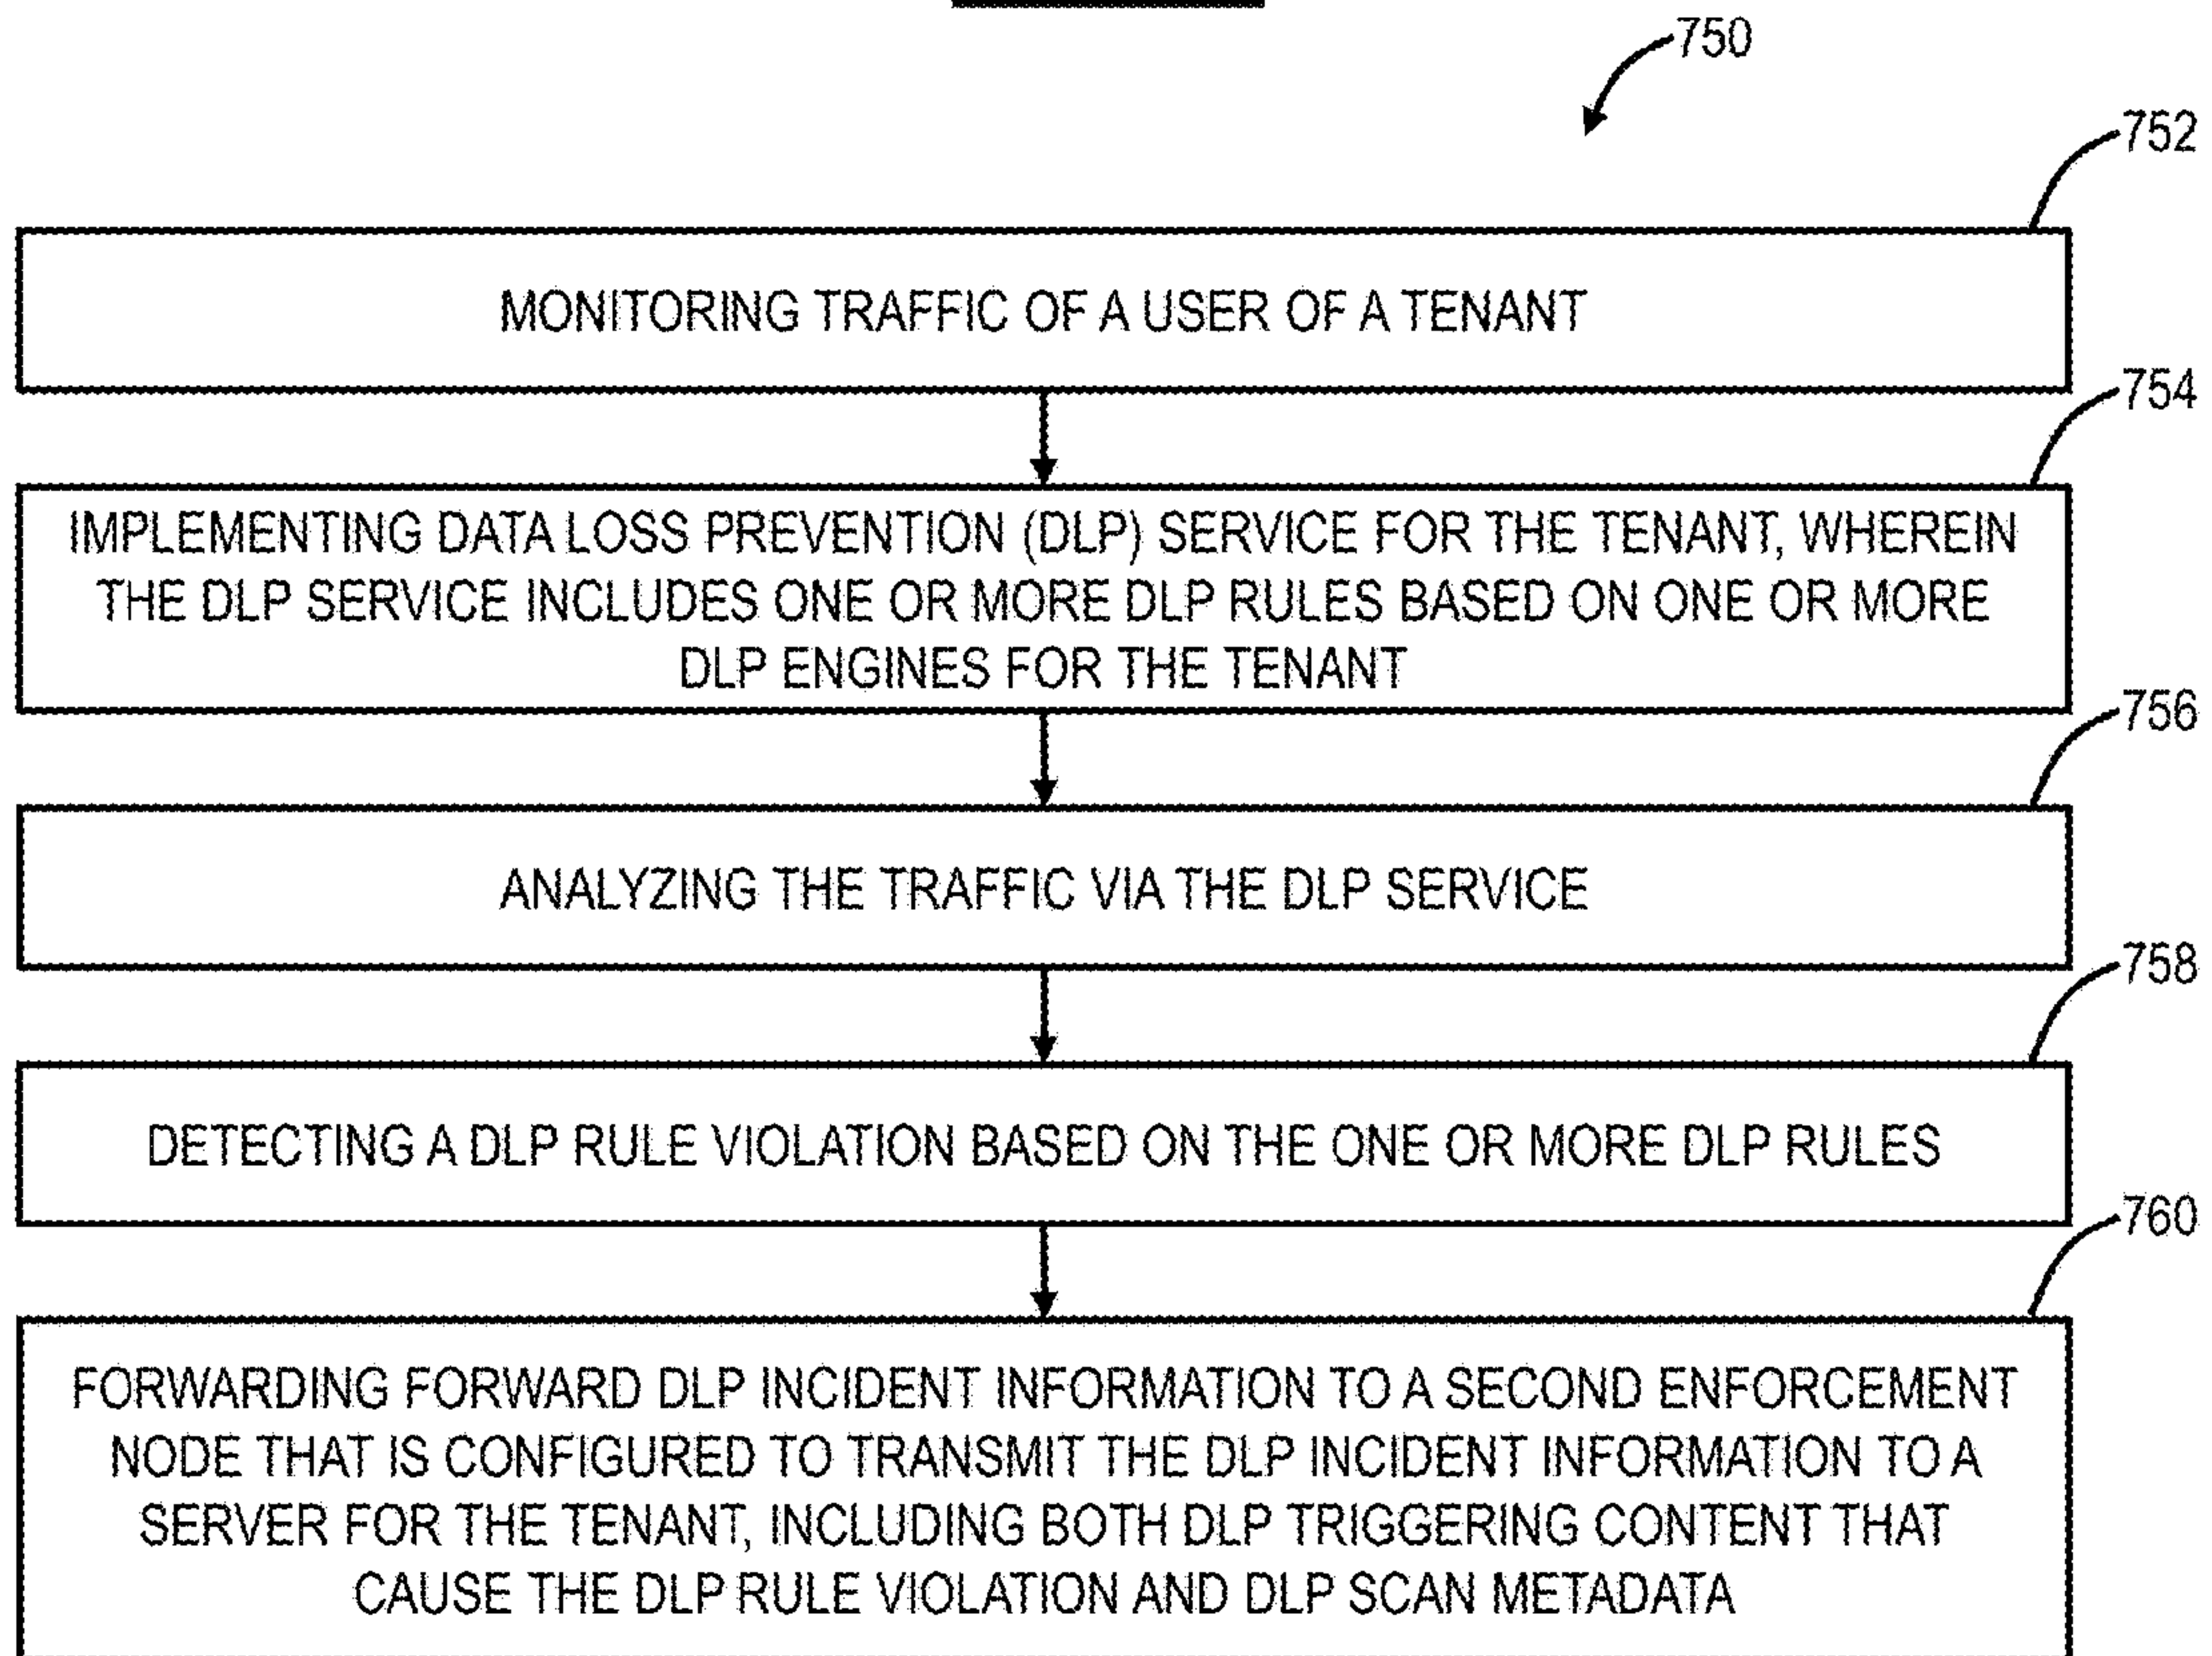 750
752
MONITORING TRAFFIC OF A USER OF A TENANT
754
IMPLEMENTING DATA LOSS PREVENTION (DLP) SERVICE FOR THE TENANT, WHEREIN
THE DLP SERVICE INCLUDES ONE OR MORE DLP RULES BASED ON ONE OR MORE
DLP ENGINES FOR THE TENANT
756
ANALYZING THE TRAFFIC VIA THE DLP SERVICE
758
DETECTING A DLP RULE VIOLATION BASED ON THE ONE OR MORE DLP RULES
760
FORWARDING FORWARD DLP INCIDENT INFORMATION TO A SECOND ENFORCEMENT
NODE THAT IS CONFIGURED TO TRANSMIT THE DLP INCIDENT INFORMATION TO A
SERVER FOR THE TENANT, INCLUDING BOTH DLP TRIGGERING CONTENT THAT
CAUSE THE DLP RULE VIOLATION AND DLP SCAN METADATA